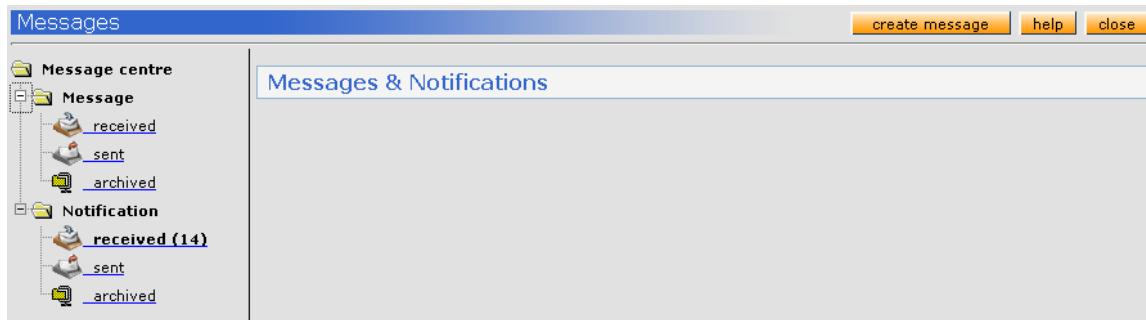 Messages
create message
help
close
Message centre
Messages & Notifications
Message
received
sent
archived
Notification
received (14)
sent
archived